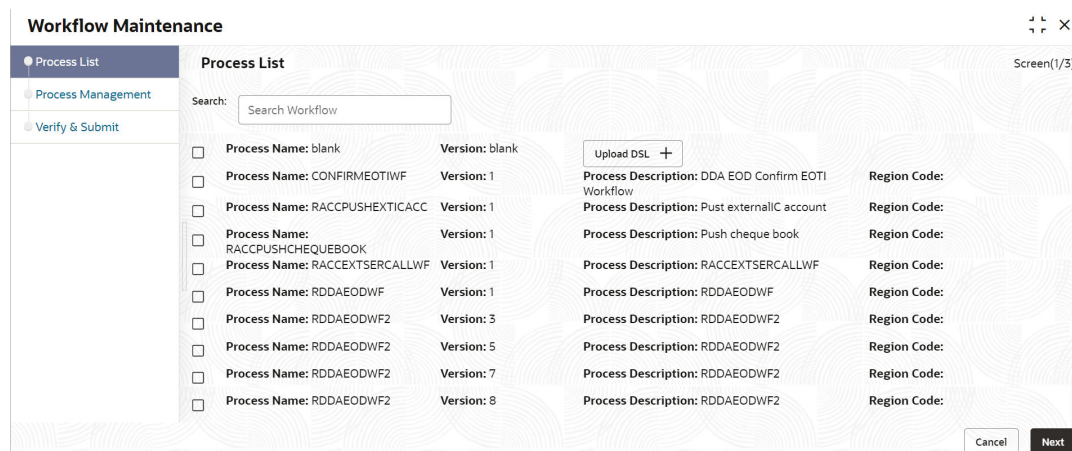 Workflow Maintenance
Process List
Process Management
Verify & Submit
Process List
Screen(1/3)
Search:
Search Workflow
Process Name: blank Version: blank Upload DSL +
Process Name: CONFIRMEOTIWF Version: 1 Process Description: DDA EOD Confirm EOTI Region Code:
Workflow
Process Name: RACCPUSHEXTICACC Version: 1 Process Description: Pust externalIC account Region Code:
Process Name: Version: 1 Process Description: Push cheque book Region Code:
RACCPUSHCHEQUEBOOK
Process Name: RACCEXTSERCALLWF Version: 1 Process Description: RACCEXTSERCALLWF Region Code:
Process Name: RDDAEODWF Version: 1 Process Description: RDDAEODWF Region Code:
Process Name: RDDAEODWF2 Version: 3 Process Description: RDDAEODWF2 Region Code:
Process Name: RDDAEODWF2 Version: 5 Process Description: RDDAEODWF2 Region Code:
Process Name: RDDAEODWF2 Version: 7 Process Description: RDDAEODWF2 Region Code:
Process Name: RDDAEODWF2 Version: 8 Process Description: RDDAEODWF2 Region Code:
Cancel Next